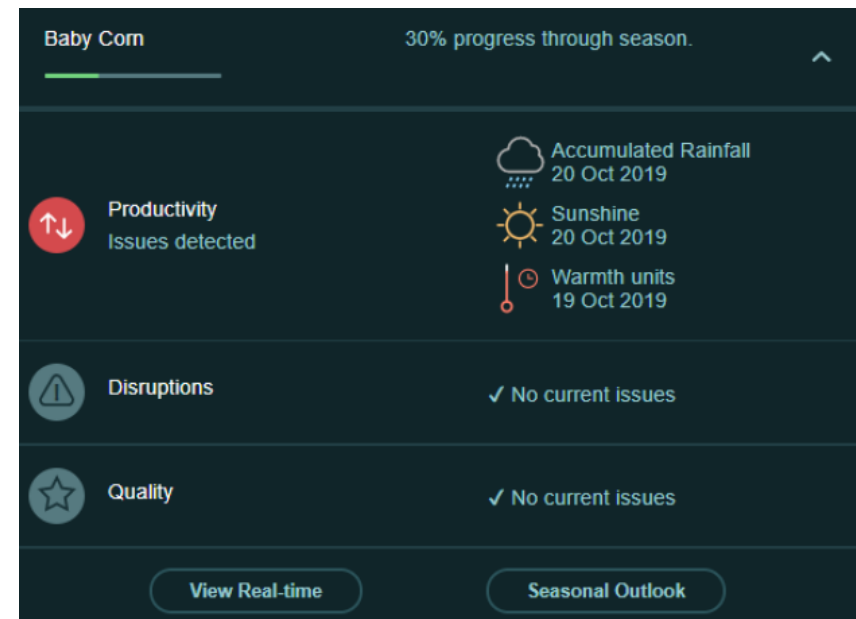 Baby Corn
30% progress through season.
Productivity
Issues detected
Accumulated Rainfall
20 Oct 2019
Sunshine
20 Oct 2019
Warmth units
19 Oct 2019
Disruptions
✓ No current issues
Quality
✓ No current issues
View Real-time
Seasonal Outlook